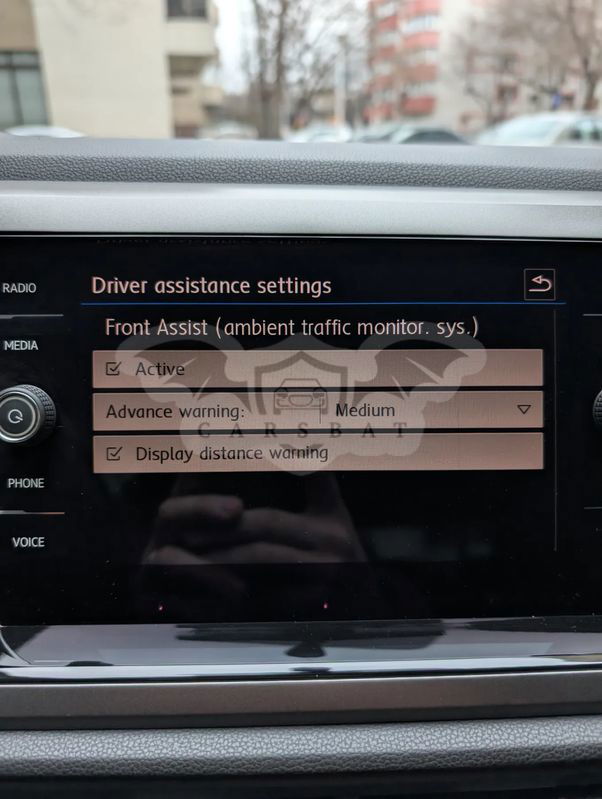 RADIO
MEDIA
PHONE
VOICE
Driver assistance settings
Front Assist (ambient traffic monitor. sys.)
Active
Advance warning: Medium
CARSBAT
Display distance warning